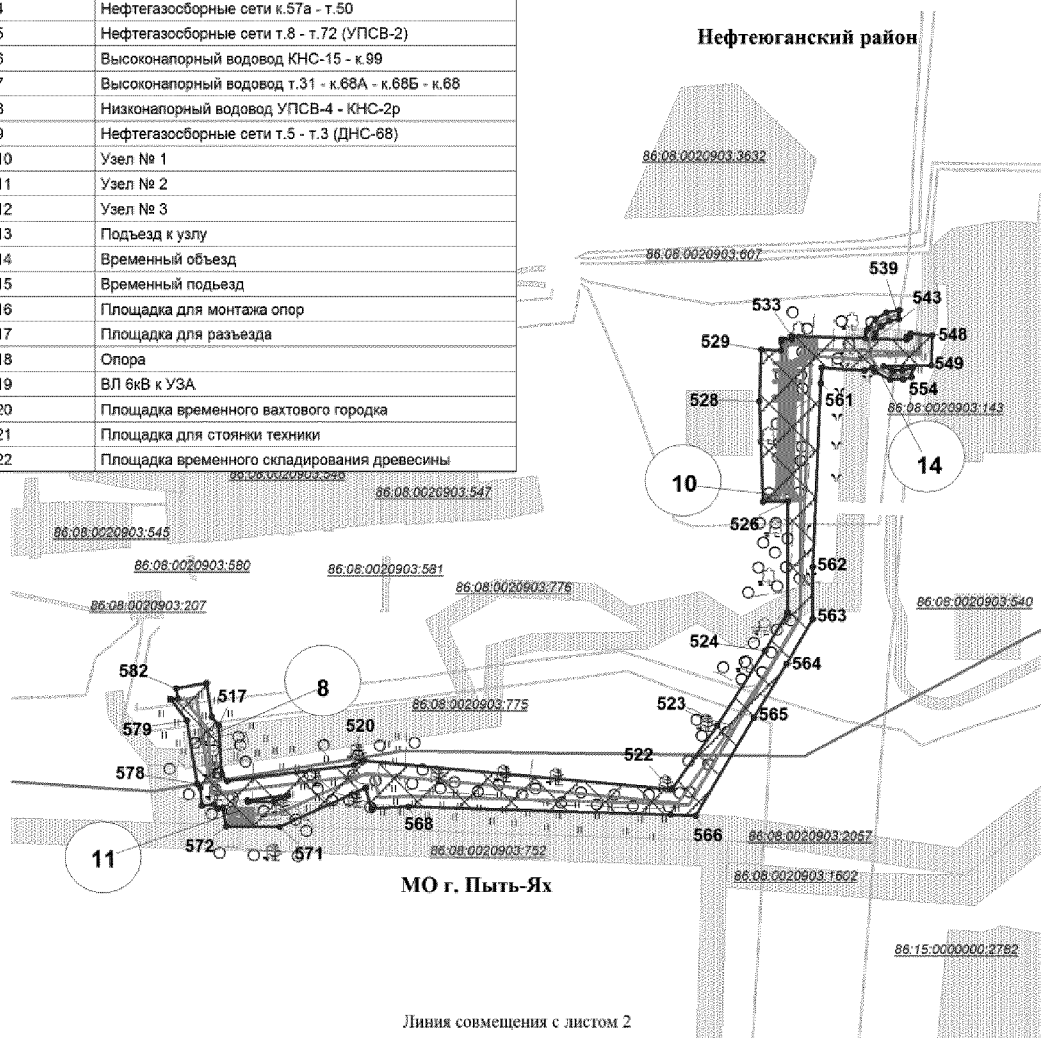 4 Нефтегазосборные сети к.57а - т.50
5 Нефтегазосборные сети т.8 - т.72 (УПСВ-2)
6 Высоконапорный водовод КНС-15 - к.99
7 Высоконапорный водовод т.31 - к.68А - к.68Б - к.68
8 Низконапорный водовод УПСВ-4 - КНС-2р
9 Нефтегазосборные сети т.5 - т.3 (ДНС-68)
10 Узел № 1
11 Узел № 2
12 Узел № 3
13 Подъезд к узлу
14 Временный объезд
15 Временный подьезд
16 Площадка для монтажа опор
17 Площадка для разъезда
18 Опора
19 ВЛ 6кВ к УЗА
20 Площадка временного вахтового городка
21 Площадка для стоянки техники
22 Площадка временного складирования древесины
Нефтеюганский район
86:08:0020903:3632
86:08:0020903:607
539
543
533
548
529
549
554
561
528
86:08:0020903:143
14
10
86:08:0020903:546
86:08:0020903:547
526
86:08:0020903:545
86:08:0020903:580
86:08:0020903:581
562
86:08:0020903:776
86:08:0020903:207
86:08:0020903:540
563
524
564
582
8
517
86:08:0020903:775
523
565
579
520
522
578
568
566
86:08:0020903:2057
572
571
86:08:0020903:752
11
86:08:0020903:1602
МО г. Пыть-Ях
86:15:0000000:2782
Линия совмещения с листом 2